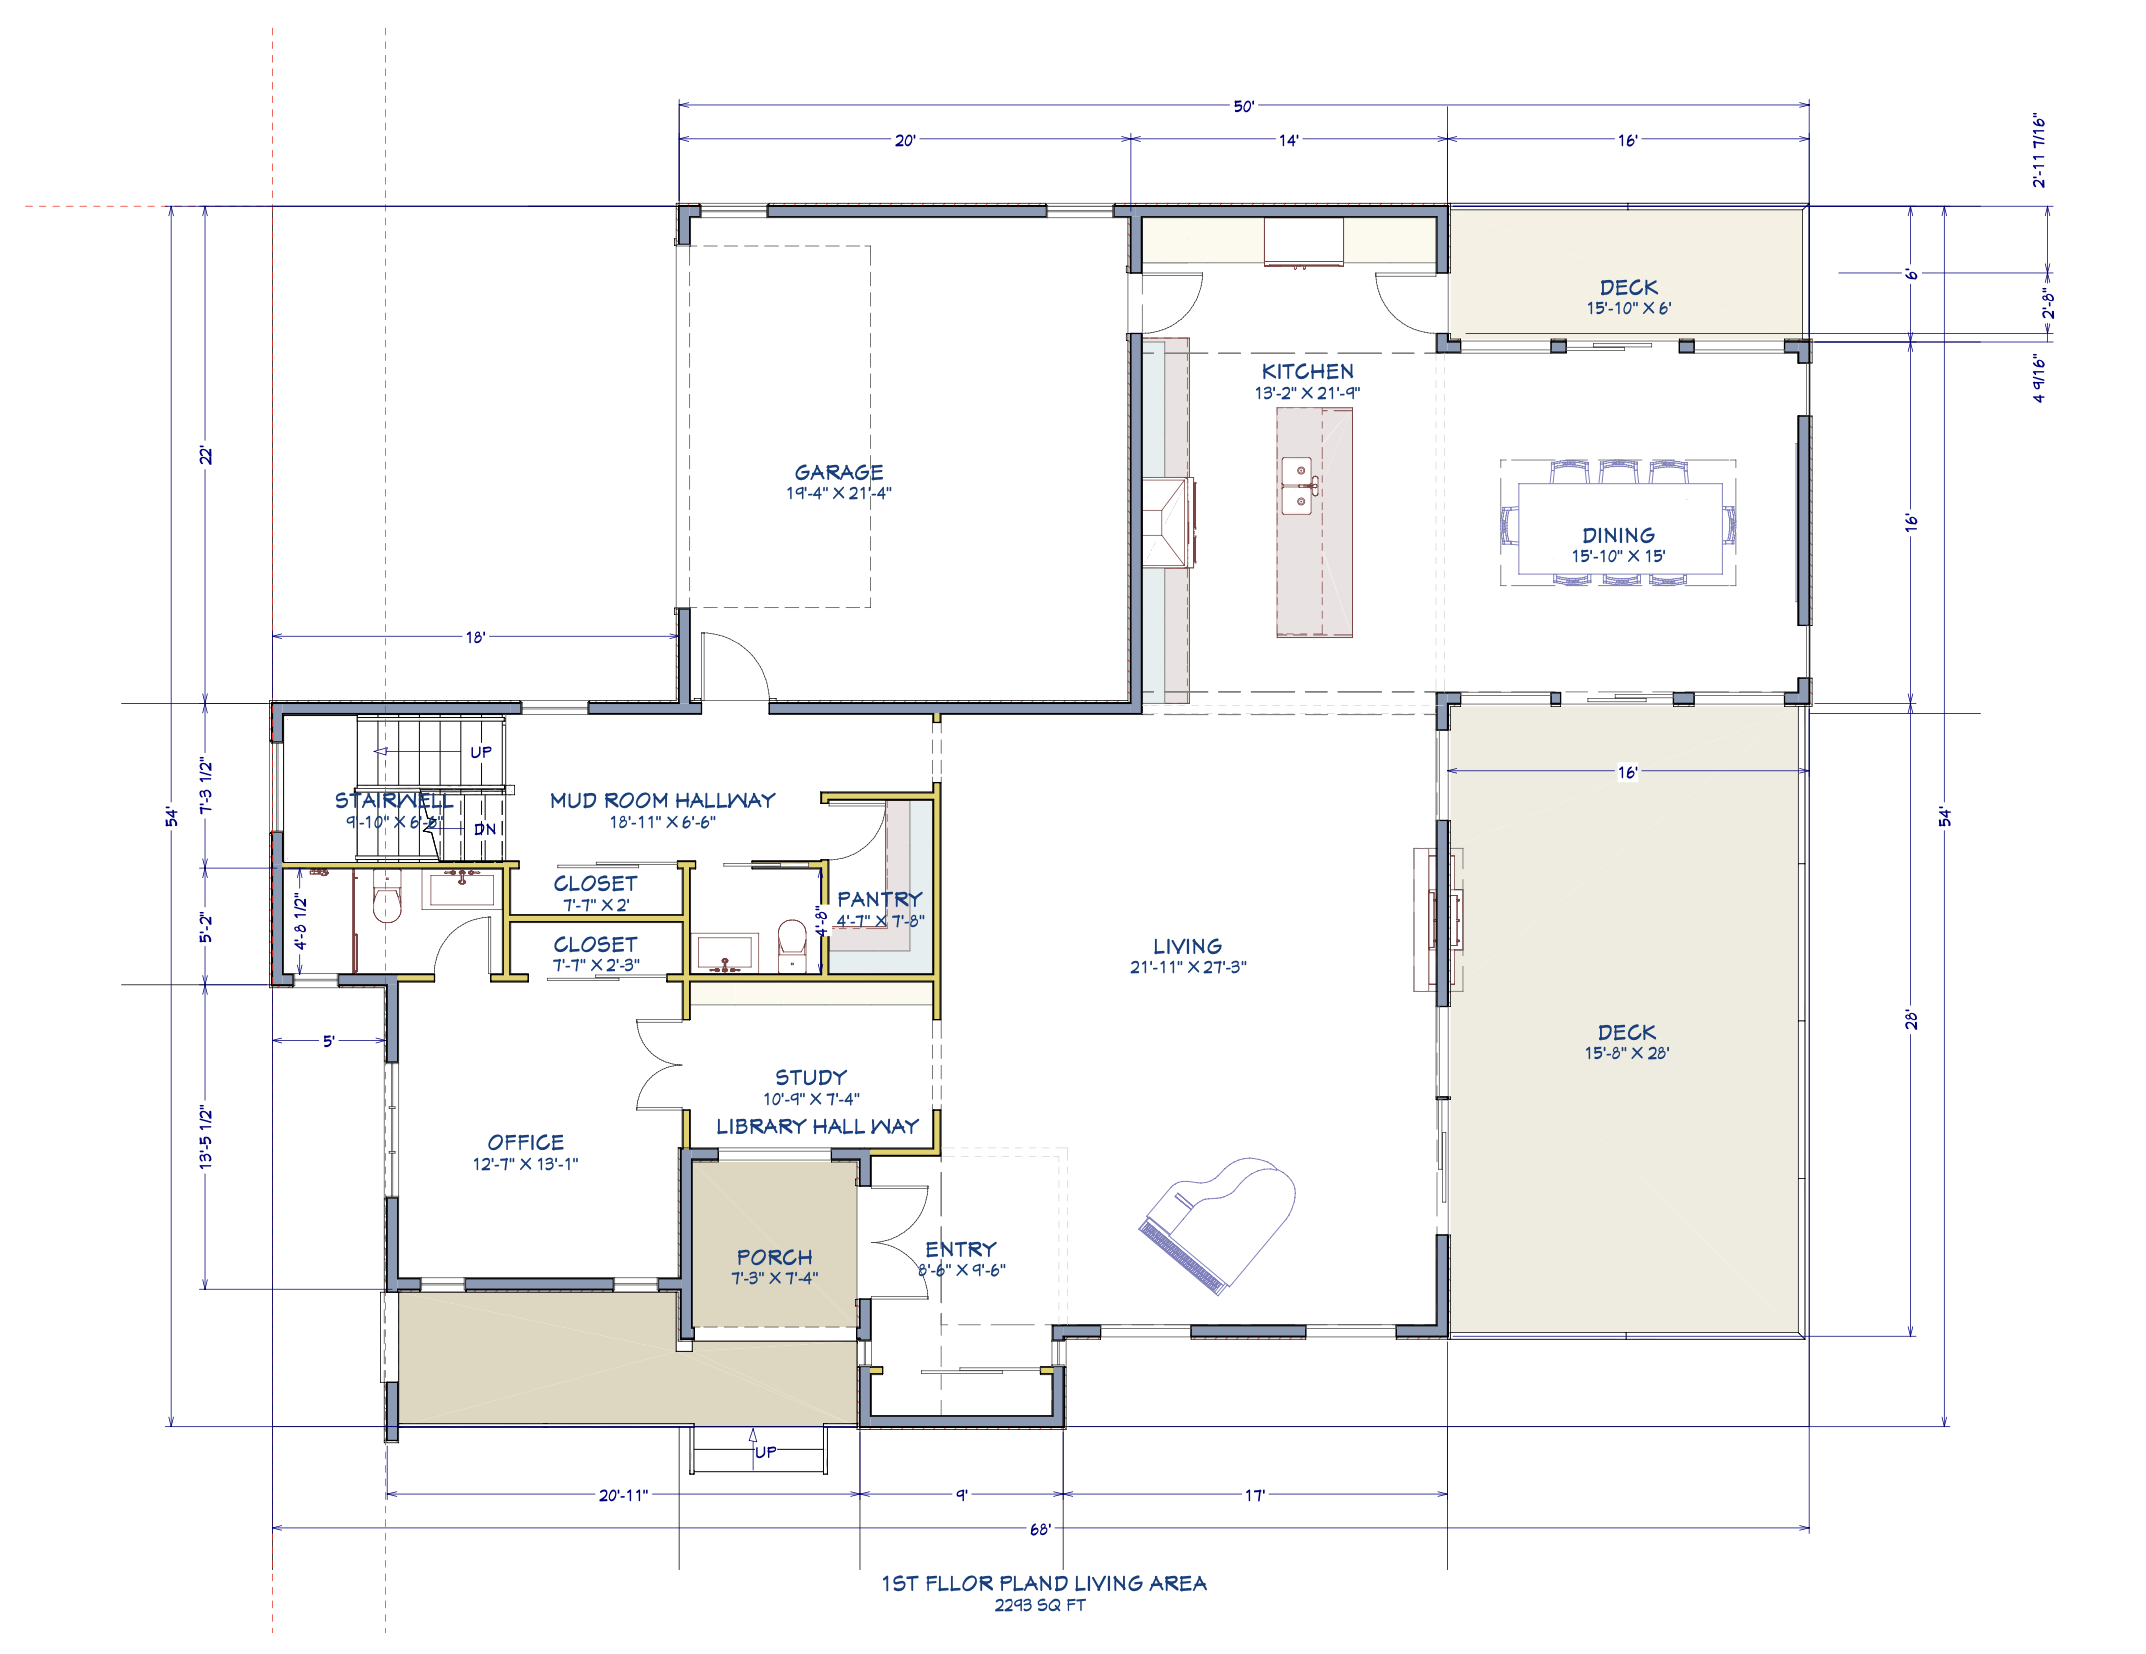 50'
20'
14'
16'
2'-11 7/16"
6'
2'-8"
4 9/16"
DECK
15'-10" X 6'
KITCHEN
13'-2" X 21'-9"
22'
GARAGE
19'-4" X 21'-4"
DINING
15'-10" X 15'
16'
18'
UP
STAIRWELL
9'-10" X 6'-6"
DN
MUD ROOM HALLWAY
18'-11" X 6'-6"
7'-3 1/2"
54'
16'
54'
CLOSET
7'-7" X 2'
PANTRY
4'-7" X 7'-8"
4'-8"
4'-8 1/2"
5'-2"
CLOSET
7'-7" X 2'-3"
LIVING
21'-11" X 27'-3"
DECK
15'-8" X 28'
28'
5'
STUDY
10'-9" X 7'-4"
LIBRARY HALL WAY
OFFICE
12'-7" X 13'-1"
13'-5 1/2"
PORCH
7'-3" X 7'-4"
ENTRY
8'-6" X 9'-6"
UP
20'-11"
9'
17'
68'
1ST FLLOR PLAND LIVING AREA
2293 SQ FT